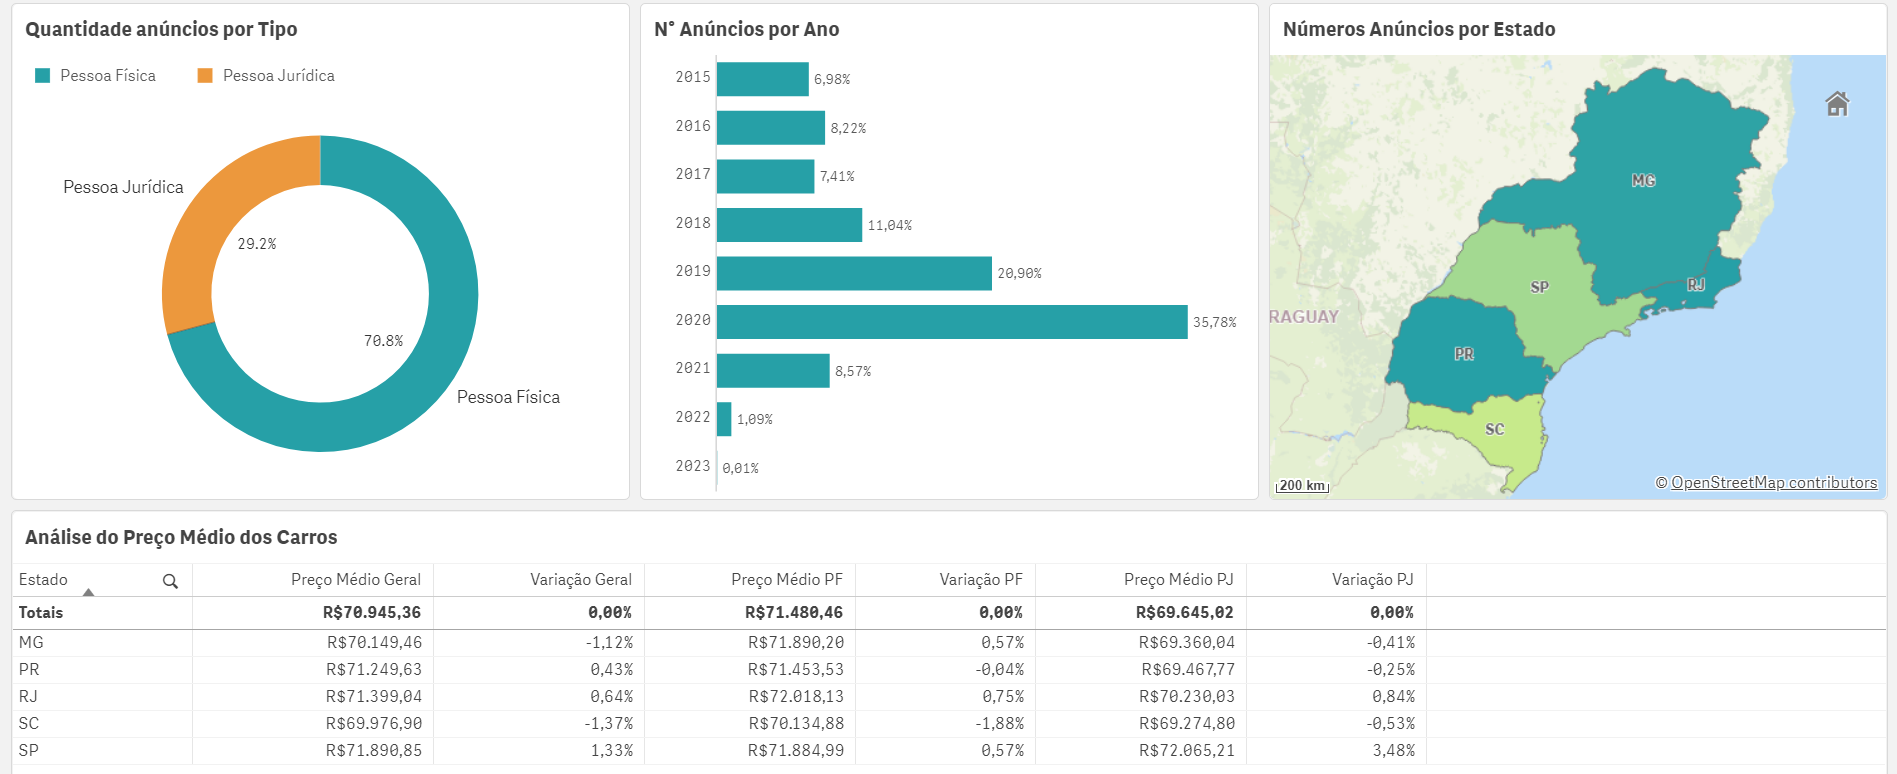 Quantidade anúncios por Tipo
Pessoa Física Pessoa Jurídica
Pessoa Jurídica
29.2%
70.8%
Pessoa Física
N° Anúncios por Ano
2015 6,98%
2016 8,22%
2017 7,41%
2018 11,04%
2019 20,90%
2020 35,78%
2021 8,57%
2022 1,09%
2023 0,01%
Números Anúncios por Estado
MG
SP
RJ
RAGUAY
PR
SC
200 km
© OpenStreetMap contributors
Análise do Preço Médio dos Carros
Estado Preço Médio Geral Variação Geral Preço Médio PF Variação PF Preço Médio PJ Variação PJ
Totais R$70.945,36 0,00% R$71.480,46 0,00% R$69.645,02 0,00%
MG R$70.149,46 -1,12% R$71.890,20 0,57% R$69.360,04 -0,41%
PR R$71.249,63 0,43% R$71.453,53 -0,04% R$69.467,77 -0,25%
RJ R$71.399,04 0,64% R$72.018,13 0,75% R$70.230,03 0,84%
SC R$69.976,90 -1,37% R$70.134,88 -1,88% R$69.274,80 -0,53%
SP R$71.890,85 1,33% R$71.884,99 0,57% R$72.065,21 3,48%